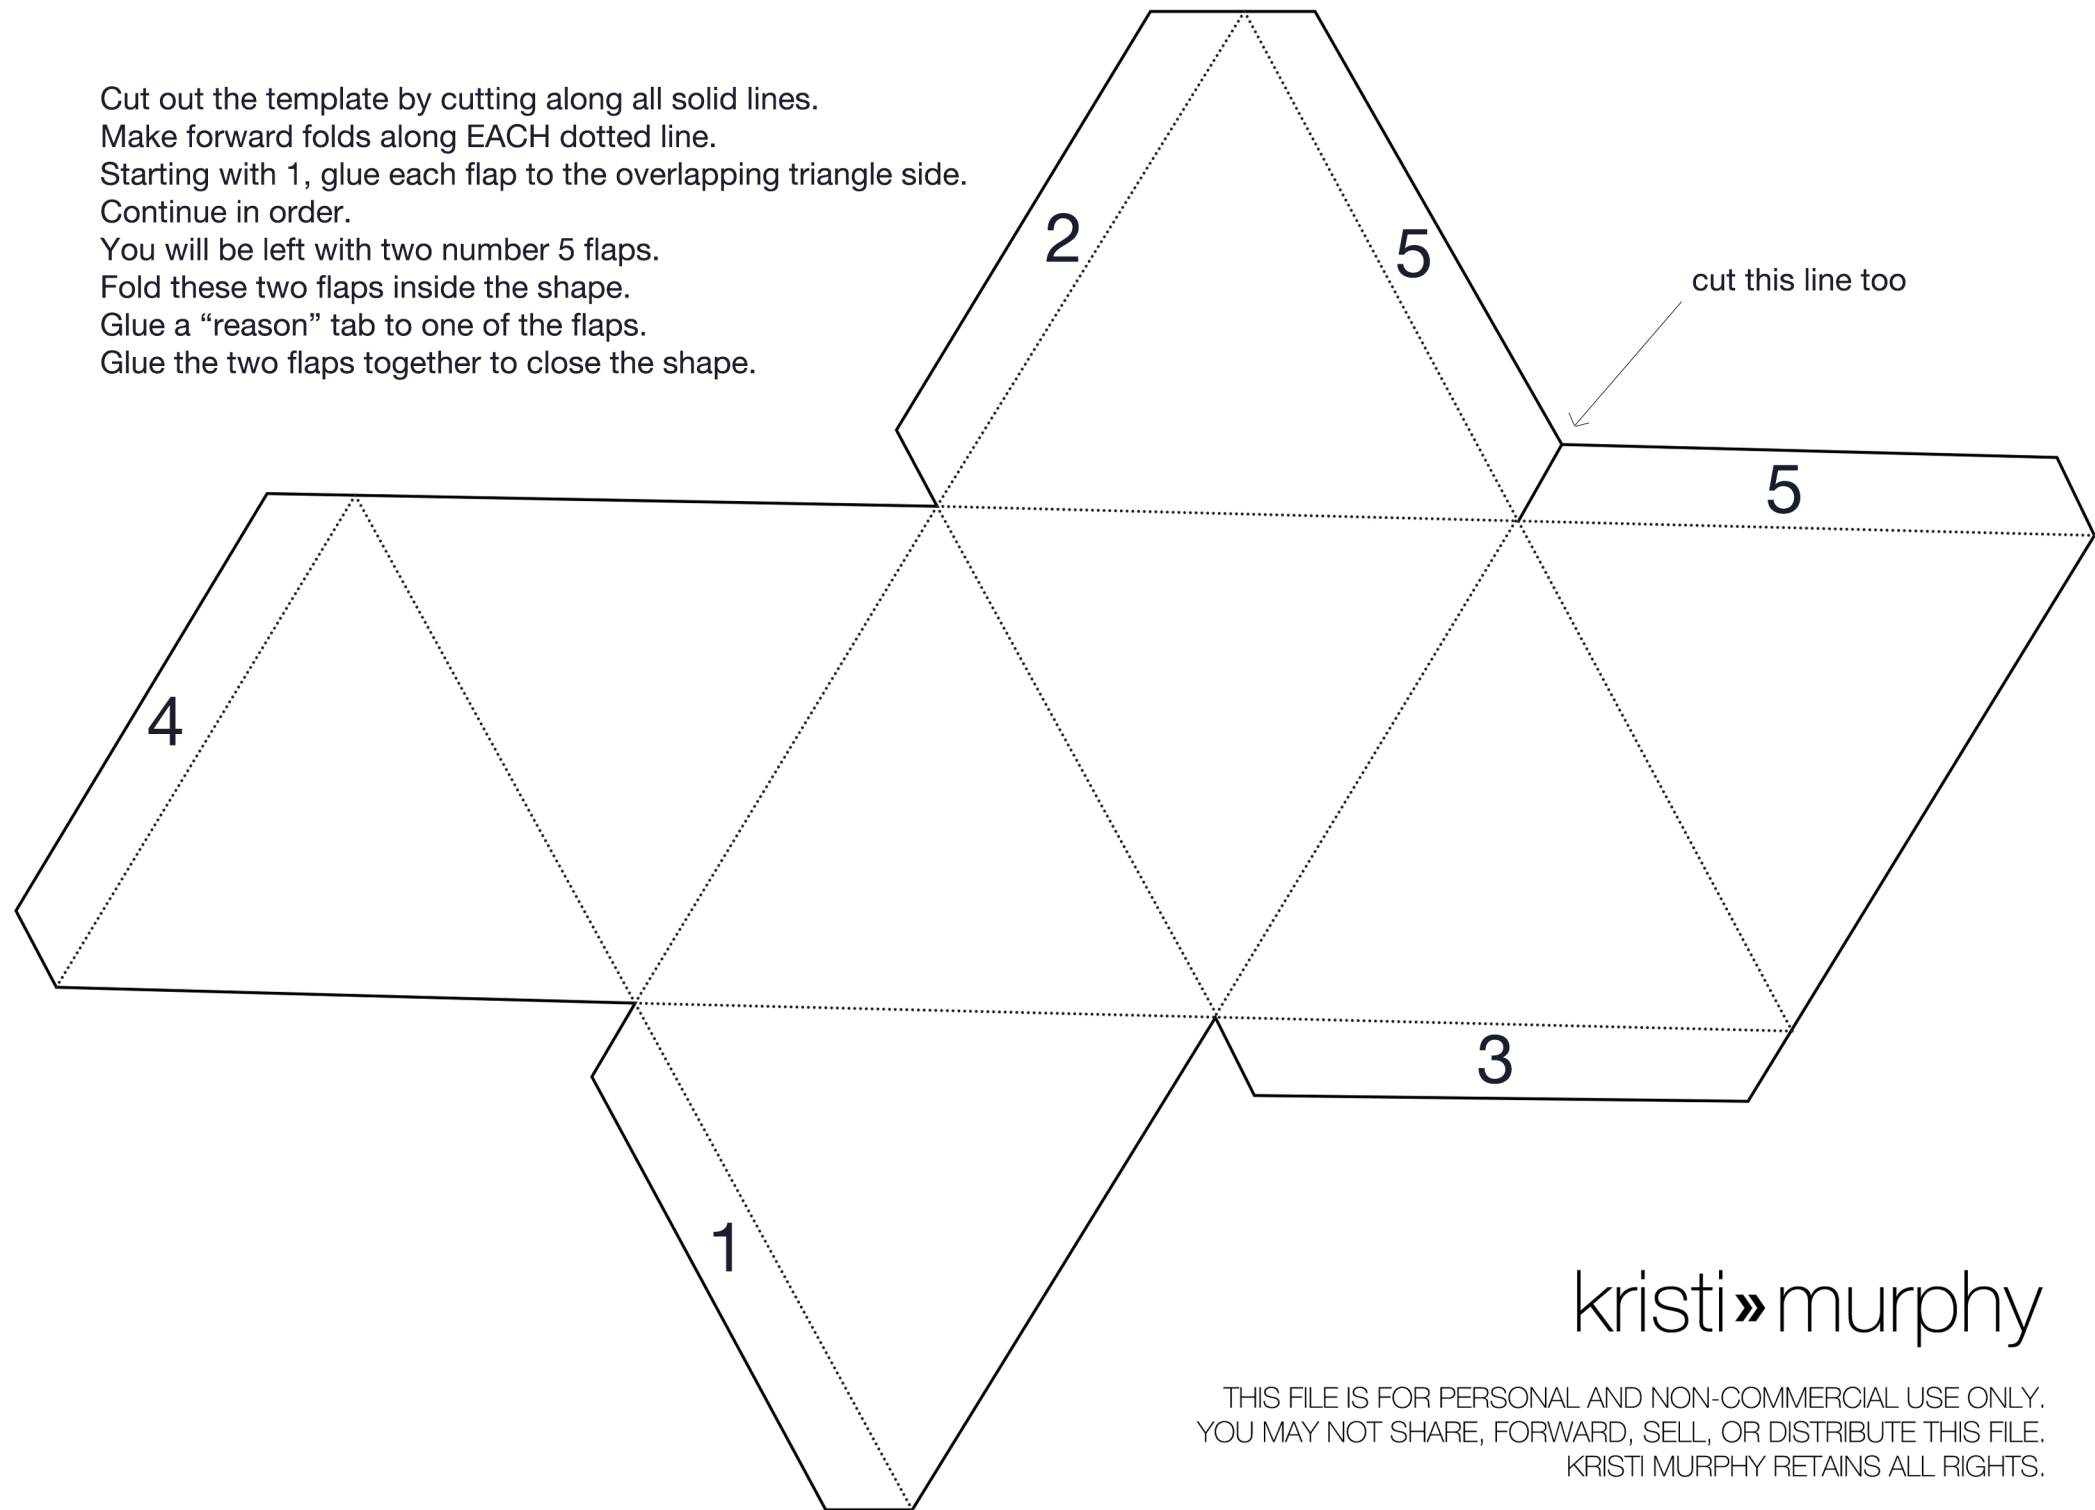 Cut out the template by cutting along all solid lines.
Make forward folds along EACH dotted line.
Starting with 1, glue each flap to the overlapping triangle side.
Continue in order.
You will be left with two number 5 flaps.
Fold these two flaps inside the shape.
Glue a “reason” tab to one of the flaps.
Glue the two flaps together to close the shape.
2
5
cut this line too
5
4
3
1
kristi»murphy
THIS FILE IS FOR PERSONAL AND NON-COMMERCIAL USE ONLY.
YOU MAY NOT SHARE, FORWARD, SELL, OR DISTRIBUTE THIS FILE.
KRISTI MURPHY RETAINS ALL RIGHTS.